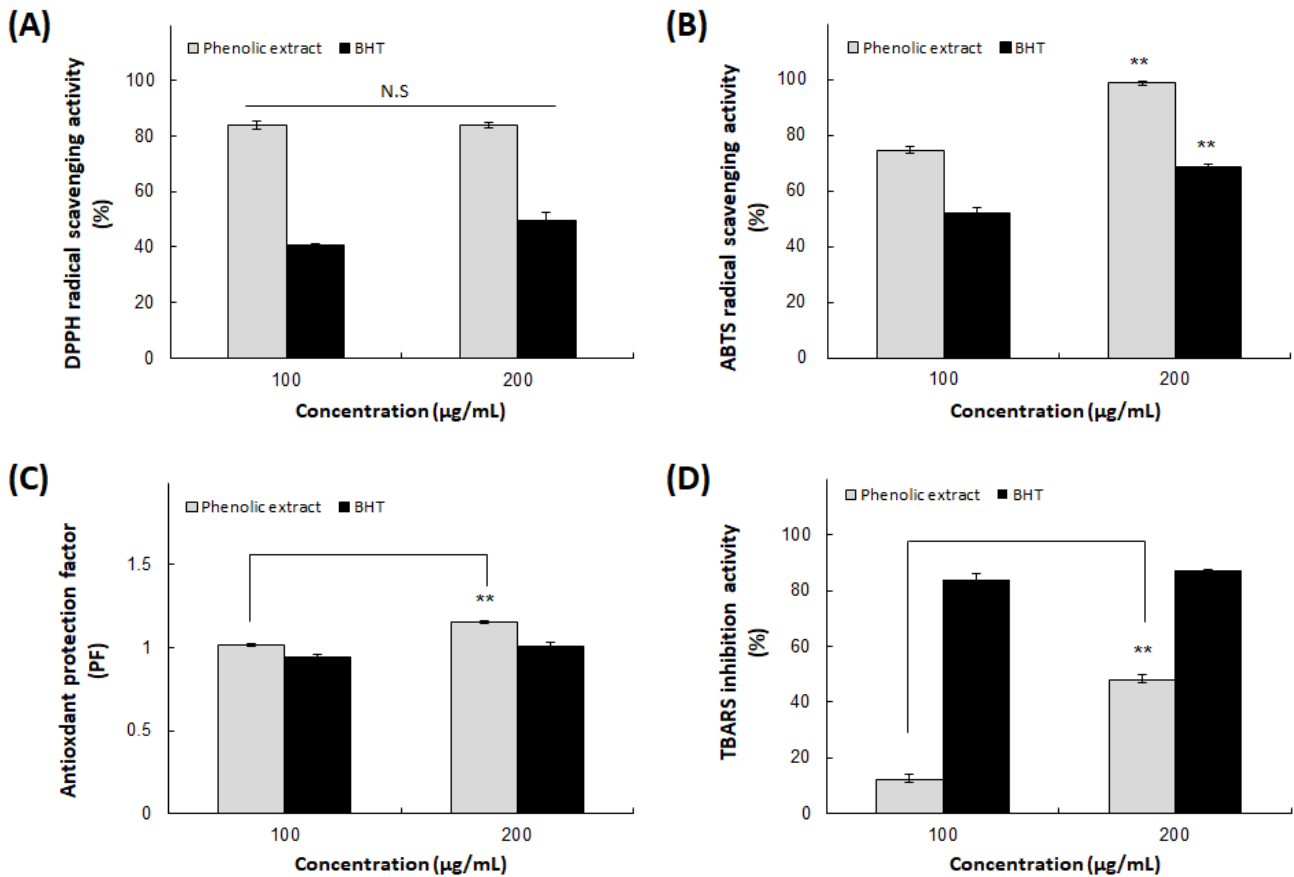 (A)
Phenolic extract BHT
DPPH radical scavenging activity
(%)
100
80
60
40
20
0
N.S
100 200
Concentration (µg/mL)
(B)
Phenolic extract BHT
ABTS radical scavenging activity
(%)
100
80
60
40
20
0
**
**
100 200
Concentration (µg/mL)
(C)
Phenolic extract BHT
Antioxdant protection factor
(PF)
1.5
1
0.5
0
**
100 200
Concentration (µg/mL)
(D)
Phenolic extract BHT
TBARS inhibition activity
(%)
100
80
60
40
20
0
**
100 200
Concentration (µg/mL)